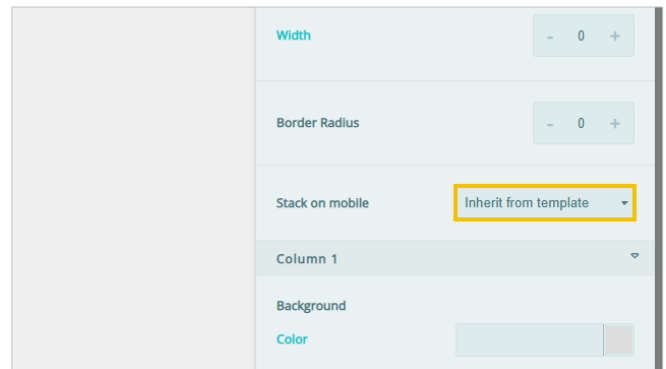 Width - 0 +
Border Radius - 0 +
Stack on mobile Inherit from template
Column 1
Background
Color